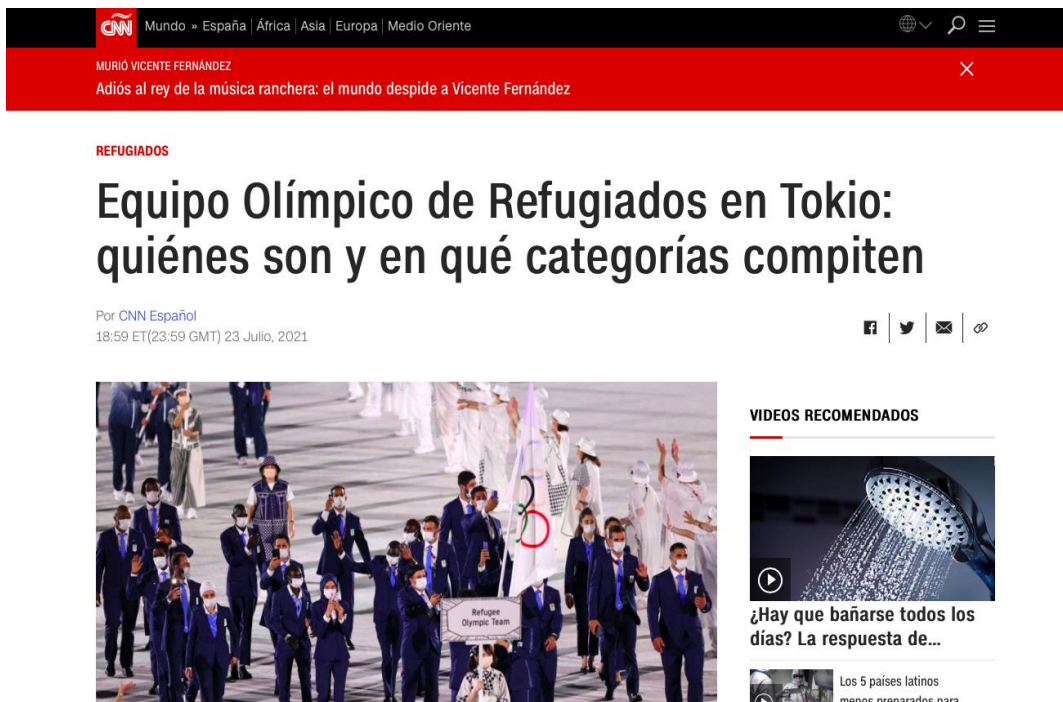 CNN Mundo » España | África | Asia | Europa | Medio Oriente
MURIÓ VICENTE FERNÁNDEZ
Adiós al rey de la música ranchera: el mundo despide a Vicente Fernández
REFUGIADOS
Equipo Olímpico de Refugiados en Tokio:
quiénes son y en qué categorías compiten
Por CNN Español
18:59 ET(23:59 GMT) 23 Julio, 2021
Refugee
Olympic Team
VIDEOS RECOMENDADOS
¿Hay que bañarse todos los
días? La respuesta de...
Los 5 países latinos
menos preparados para